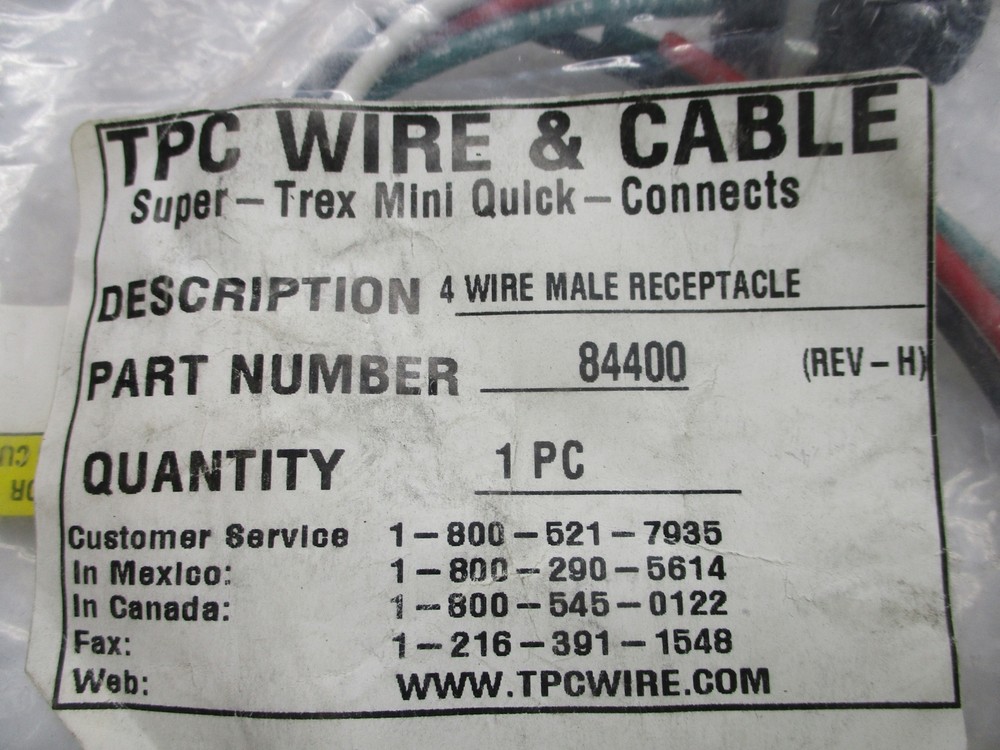 TPC WIRE & CABLE
Super-Trex Mini Quick-Connects
DESCRIPTION 4 WIRE MALE RECEPTACLE
PART NUMBER 84400 (REV-H)
QUANTITY 1 PC
Customer Service 1-800-521-7935
In Mexico: 1-800-290-5614
In Canada: 1-800-545-0122
Fax: 1-216-391-1548
Web: WWW.TPCWIRE.COM